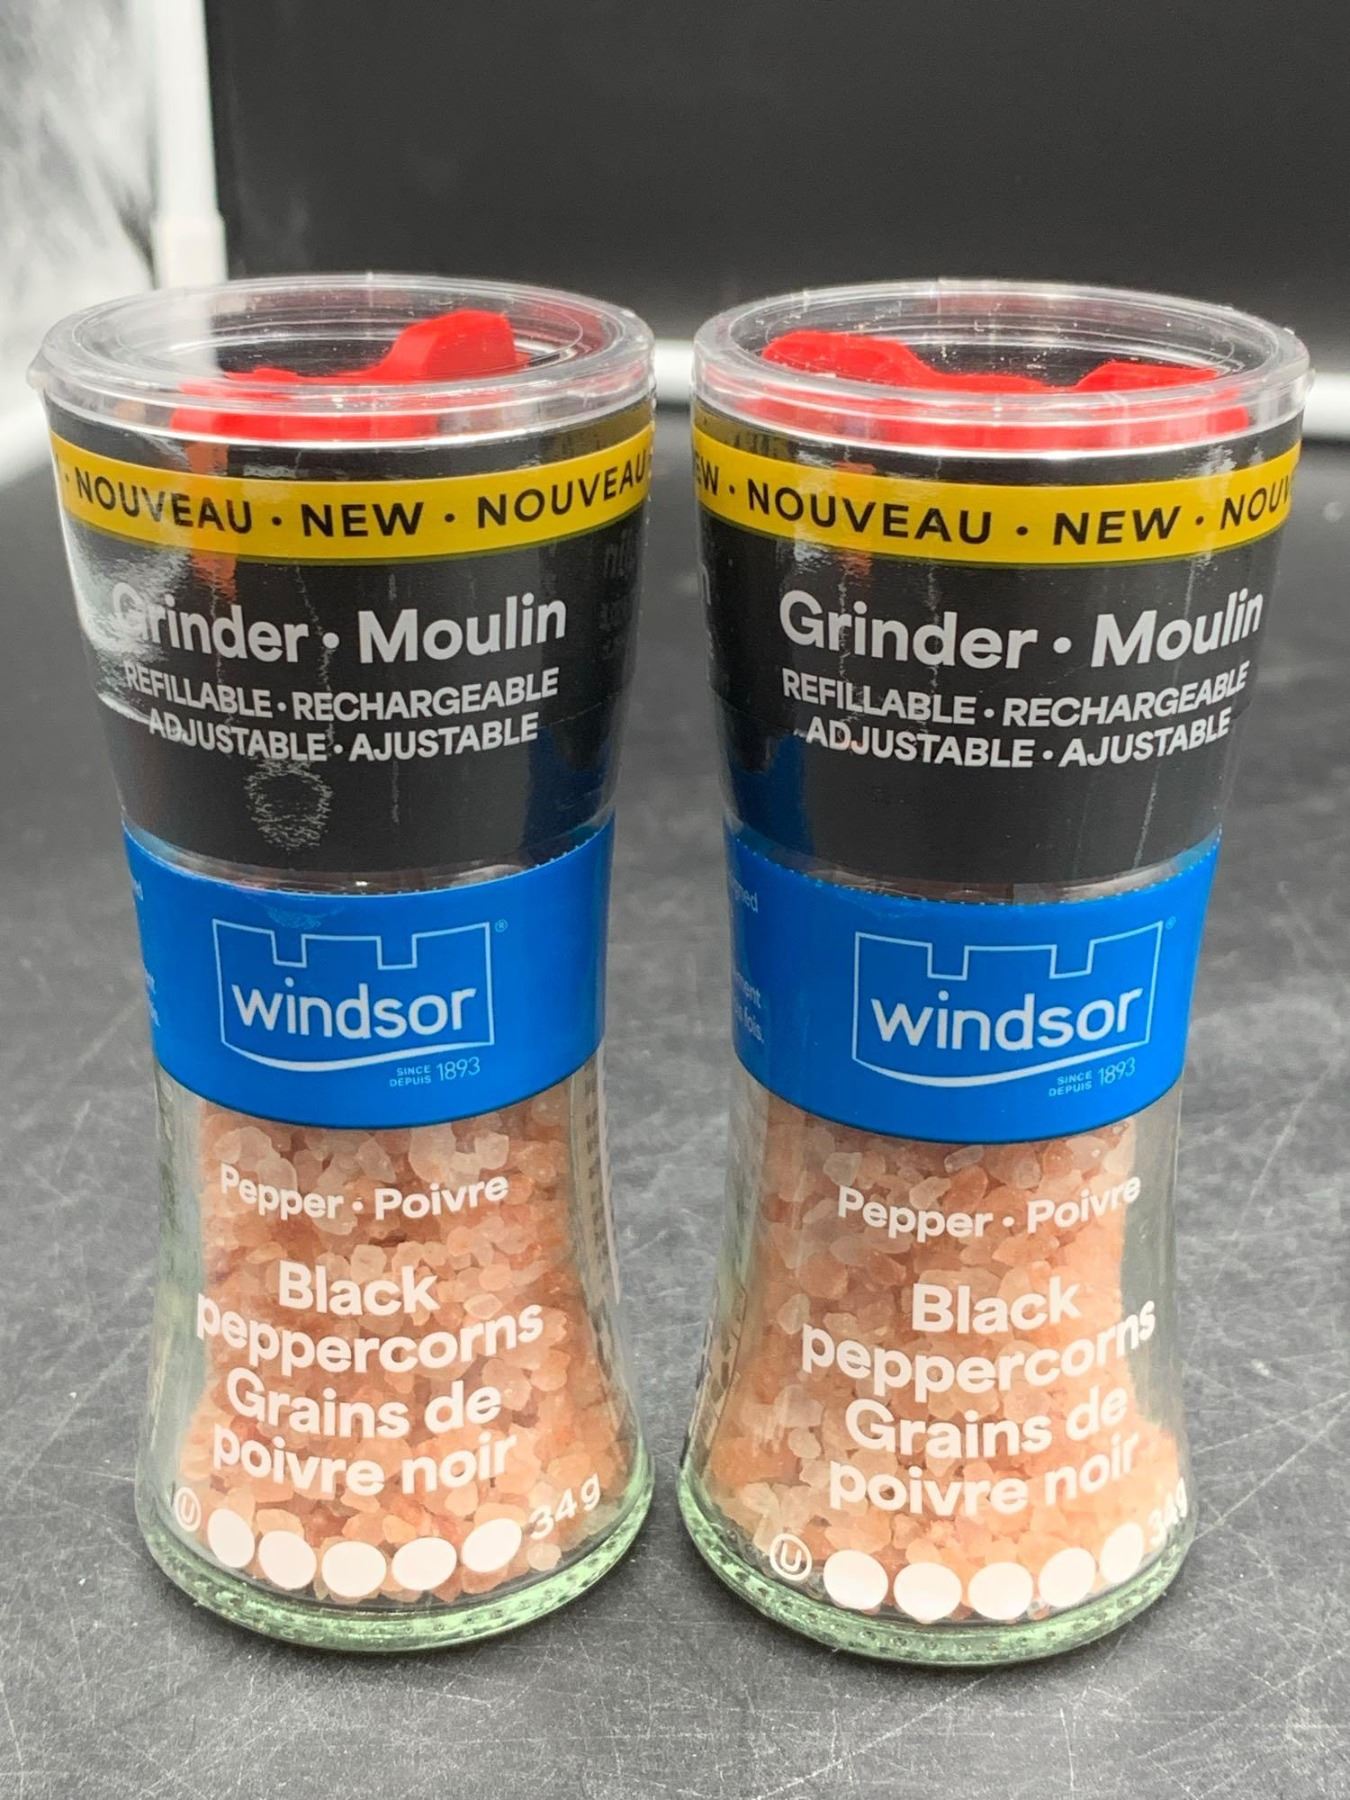 · NOUVEAU · NEW · NOUVEAU
Grinder · Moulin
REFILLABLE · RECHARGEABLE
ADJUSTABLE · AJUSTABLE
windsor®
SINCE DEPUIS 1893
Pepper · Poivre
Black
peppercorns
Grains de
poivre noir
U 34g
NOUVEAU · NEW ·
Grinder · Moulin
REFILLABLE · RECHARGEABLE
ADJUSTABLE · AJUSTABLE
fois.
windsor®
SINCE DEPUIS 1893
Pepper · Poivre
Black
peppercorns
Grains de
poivre noir
U 34g